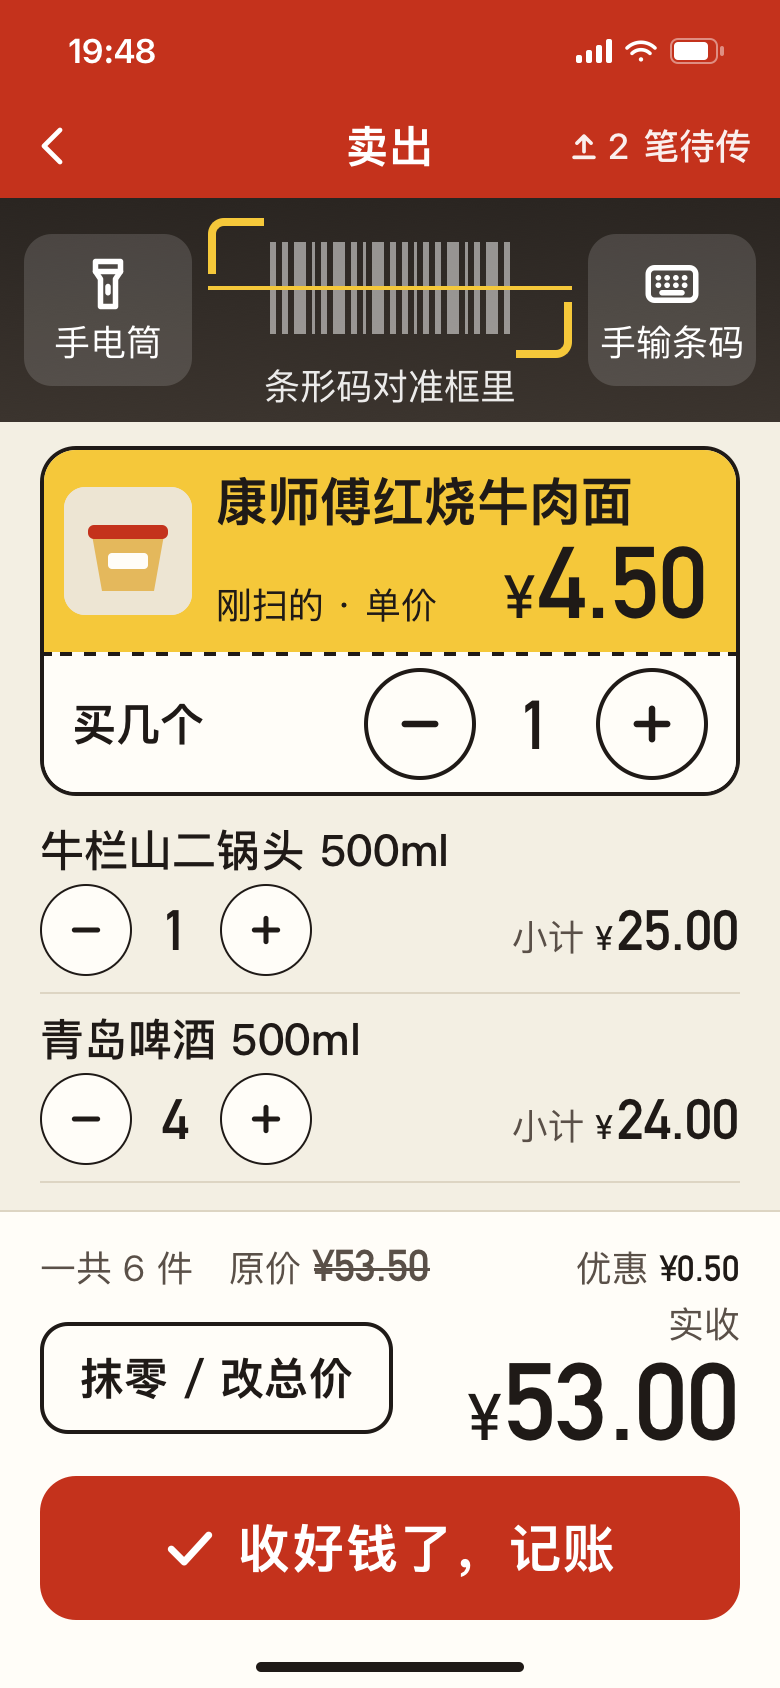 19:48
卖出
2 笔待传
手电筒
手输条码
条形码对准框里
康师傅红烧牛肉面
刚扫的 · 单价 ¥4.50
买几个 1
牛栏山二锅头 500ml
1 小计 ¥25.00
青岛啤酒 500ml
4 小计 ¥24.00
一共 6 件 原价 ¥53.50 优惠 ¥0.50
实收
抹零 / 改总价 ¥53.00
收好钱了，记账